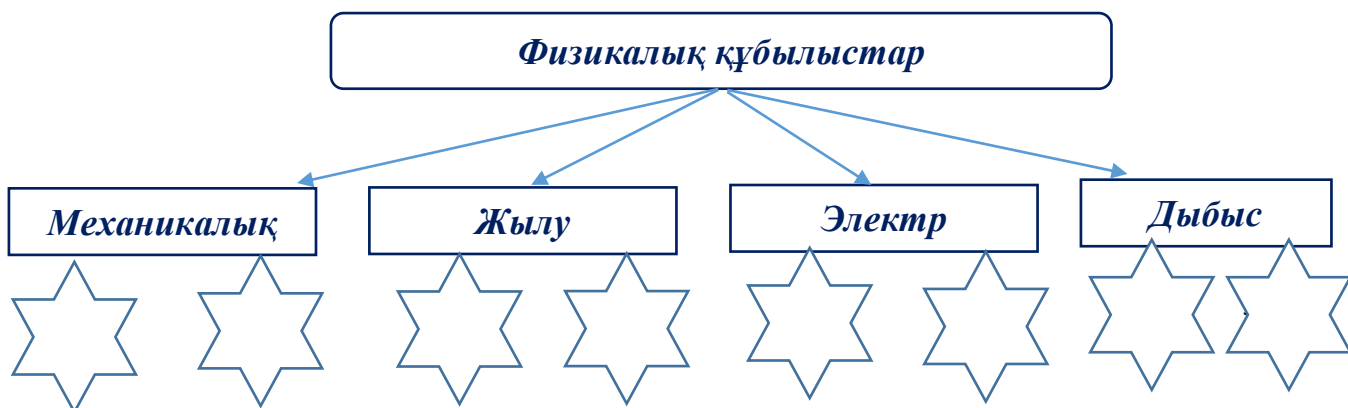 Физикалық құбылыстар
Механикалық
Жылу
Электр
Дыбыс